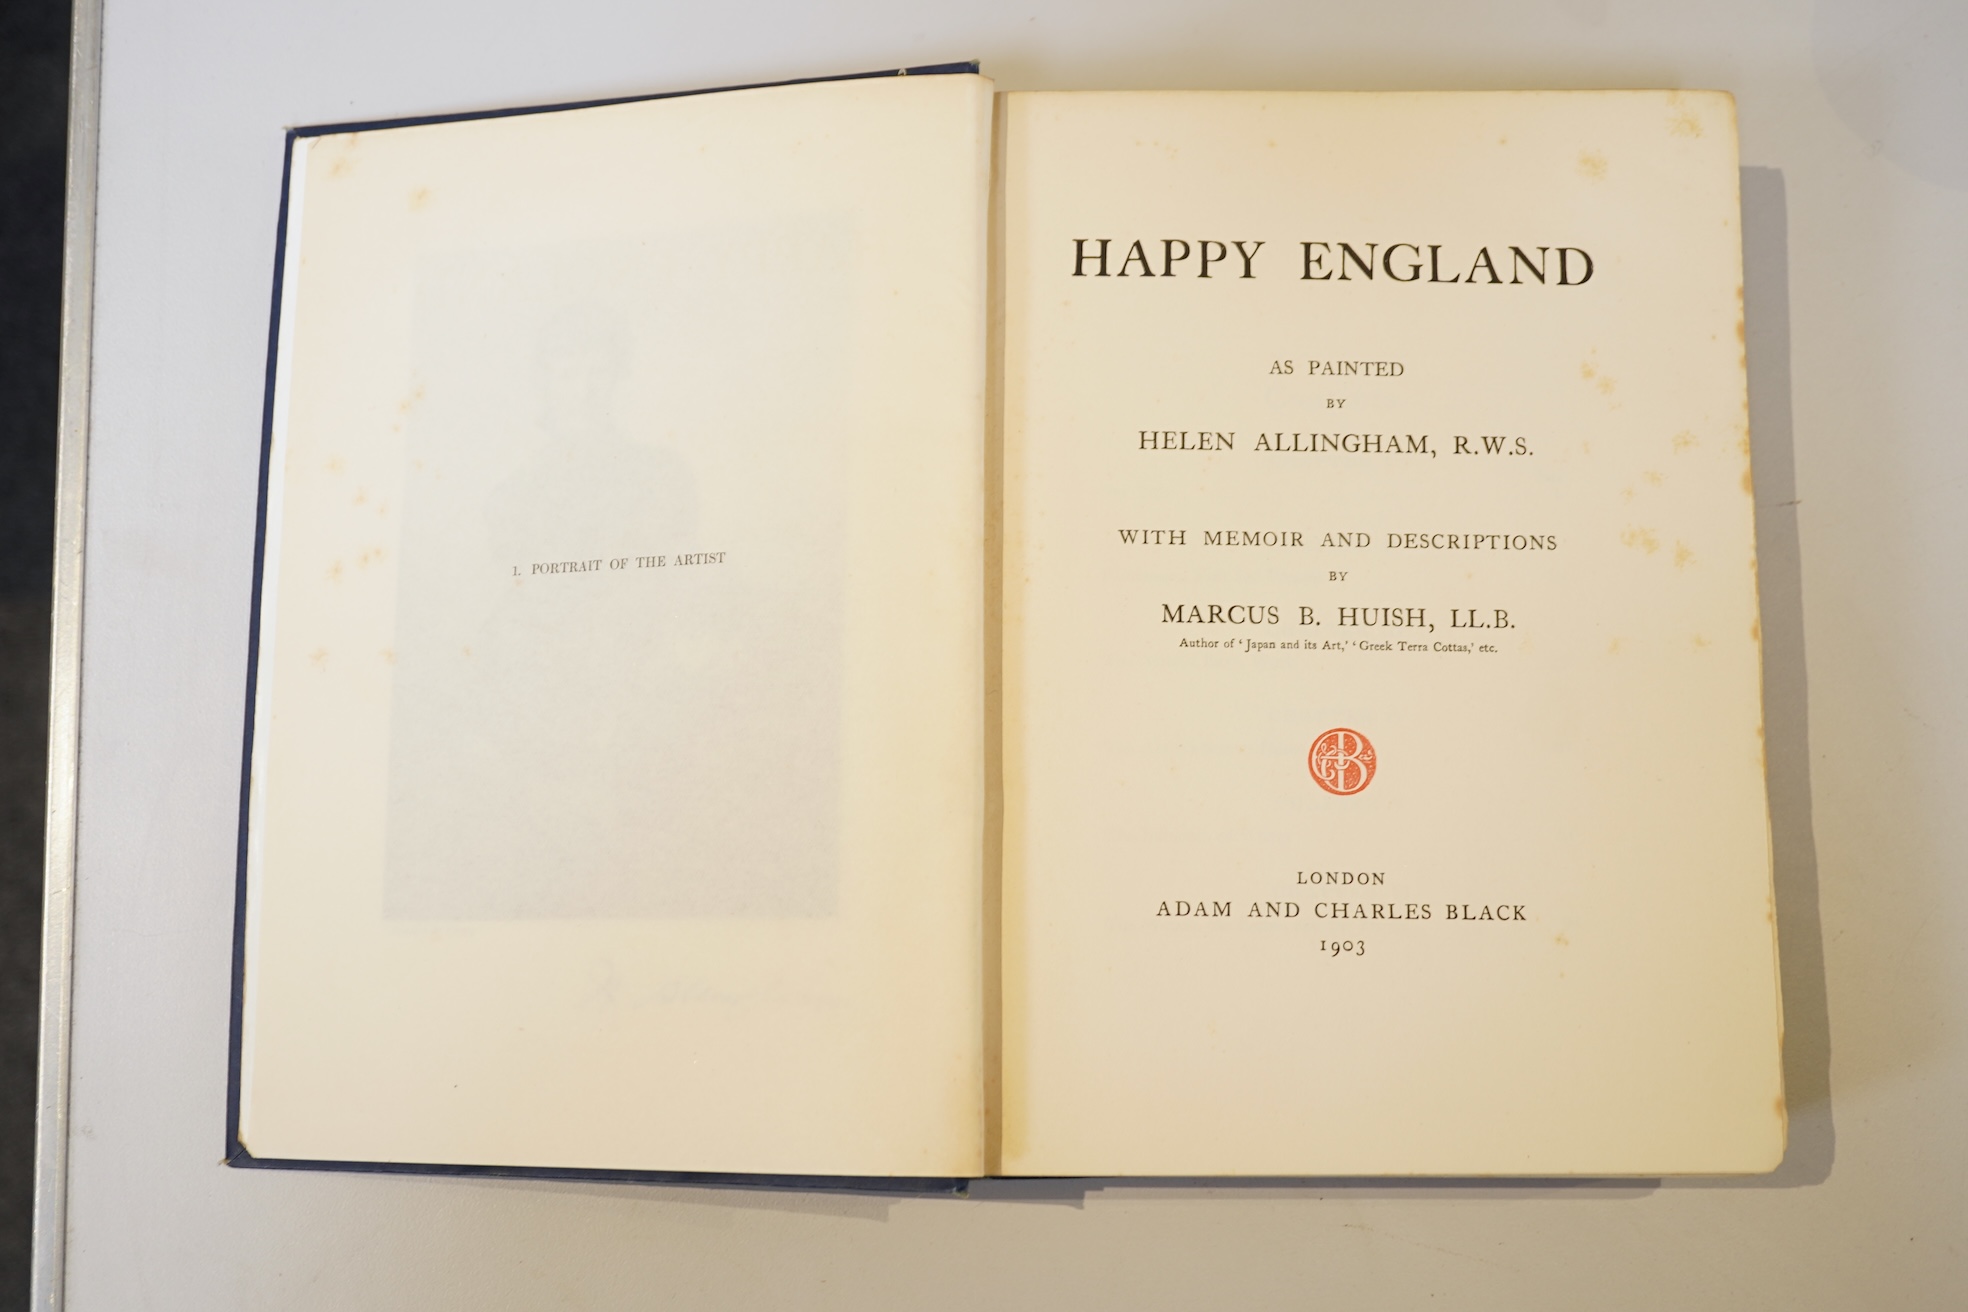 1. PORTRAIT OF THE ARTIST
HAPPY ENGLAND
AS PAINTED
BY
HELEN ALLINGHAM, R.W.S.
WITH MEMOIR AND DESCRIPTIONS
BY
MARCUS B. HUISH, LL.B.
Author of ‘Japan and its Art,’ ‘Greek Terra Cottas,’ etc.
LONDON
ADAM AND CHARLES BLACK
1903